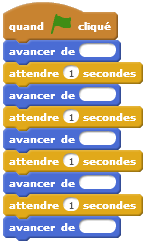 quand cliqué
avancer de
attendre 1 secondes
avancer de
attendre 1 secondes
avancer de
attendre 1 secondes
avancer de
attendre 1 secondes
avancer de